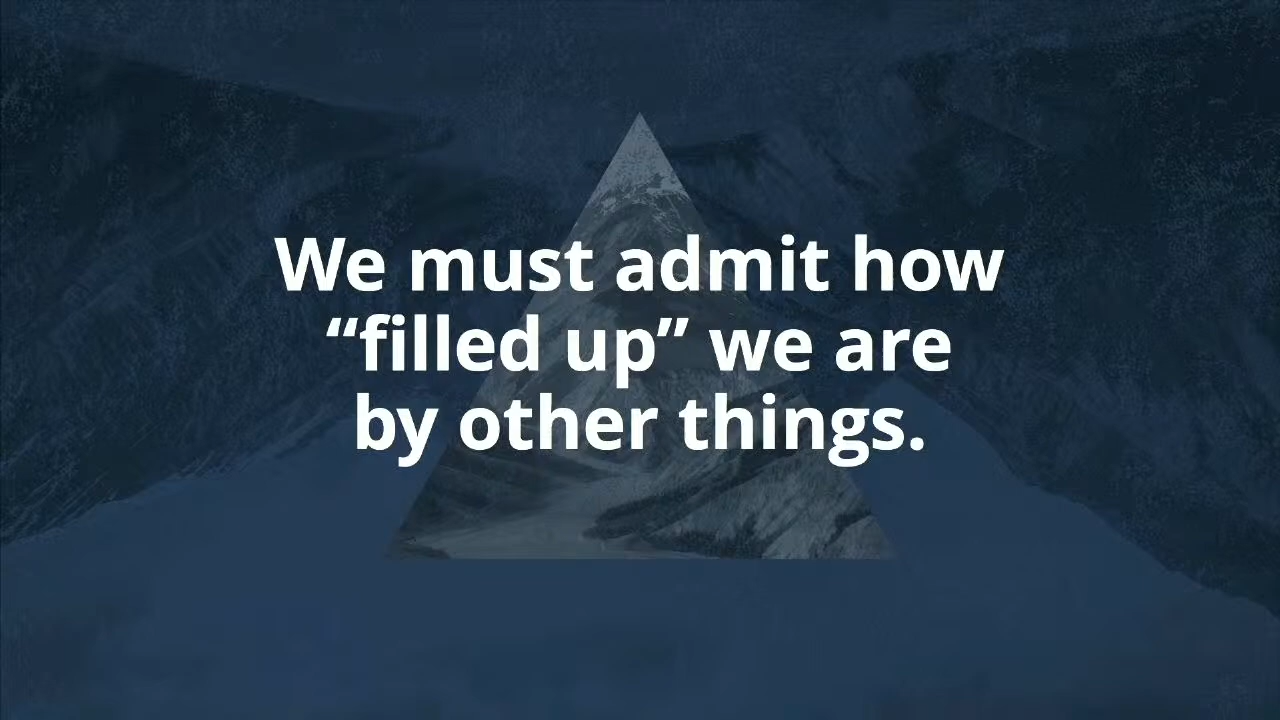 We must admit how
“filled up” we are
by other things.